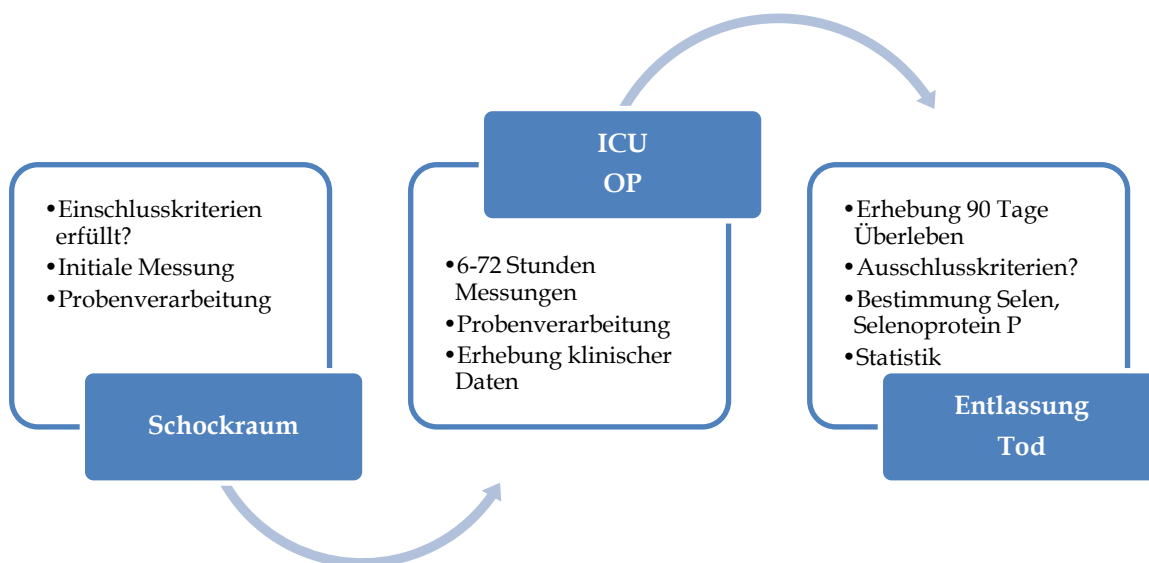 •Einschlusskriterien
erfüllt?
•Initiale Messung
•Probenverarbeitung
Schockraum
ICU
OP
•6-72 Stunden
Messungen
•Probenverarbeitung
•Erhebung klinischer
Daten
•Erhebung 90 Tage
Überleben
•Ausschlusskriterien?
•Bestimmung Selen,
Selenoprotein P
•Statistik
Entlassung
Tod